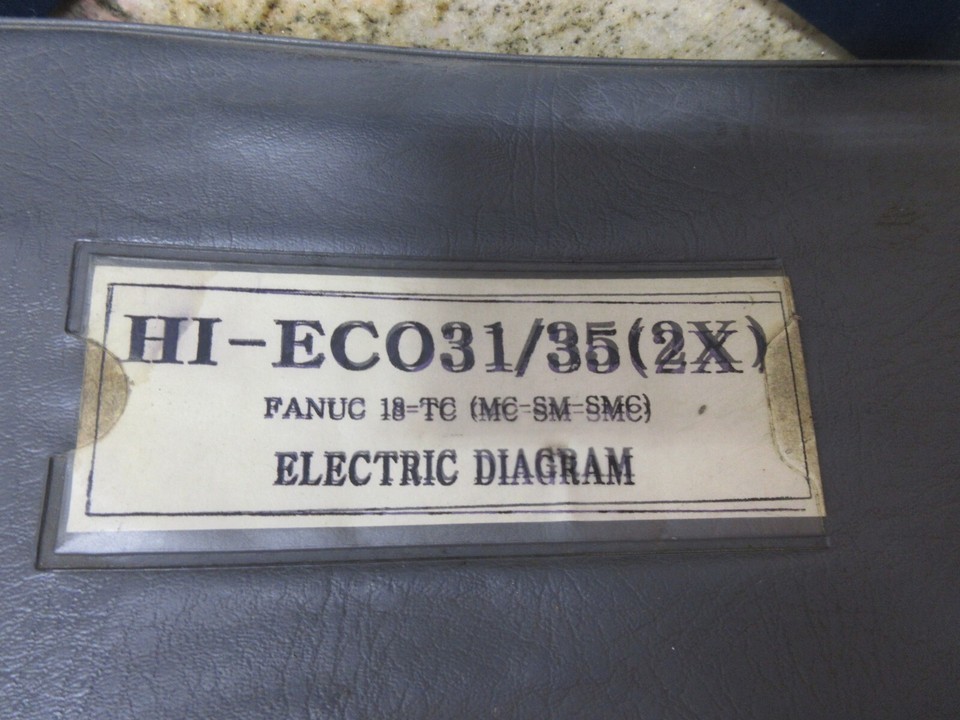 HI-ECO31/35(2X)
FANUC 18-TC (MC-SM-SMC)
ELECTRIC DIAGRAM